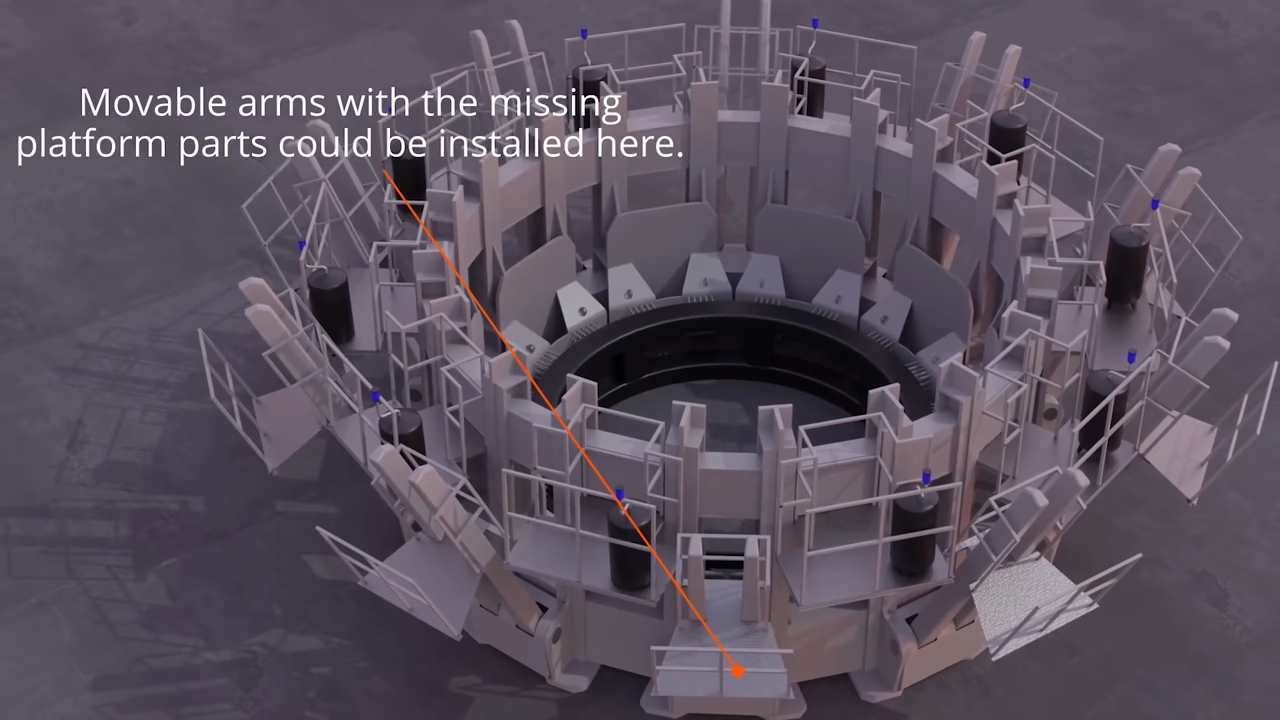 Movable arms with the missing
platform parts could be installed here.